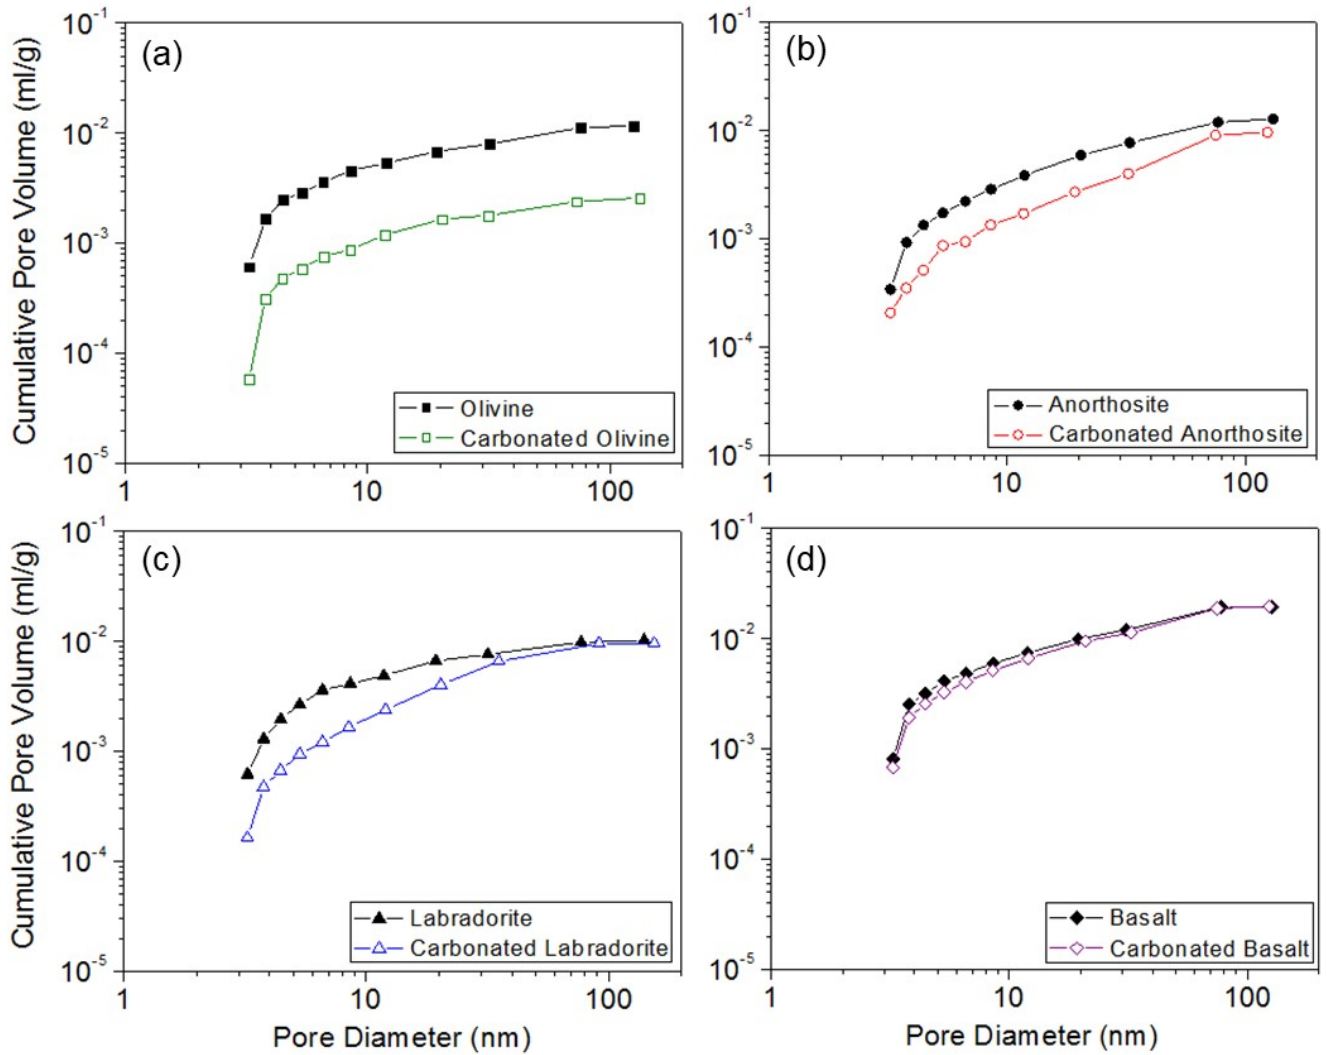 (a)
Cumulative Pore Volume (ml/g)
10⁻¹
10⁻²
10⁻³
10⁻⁴
10⁻⁵
Olivine
Carbonated Olivine
1 10 100
(b)
10⁻¹
10⁻²
10⁻³
10⁻⁴
10⁻⁵
Anorthosite
Carbonated Anorthosite
1 10 100
(c)
Cumulative Pore Volume (ml/g)
10⁻¹
10⁻²
10⁻³
10⁻⁴
10⁻⁵
Labradorite
Carbonated Labradorite
1 10 100
Pore Diameter (nm)
(d)
10⁻¹
10⁻²
10⁻³
10⁻⁴
10⁻⁵
Basalt
Carbonated Basalt
1 10 100
Pore Diameter (nm)